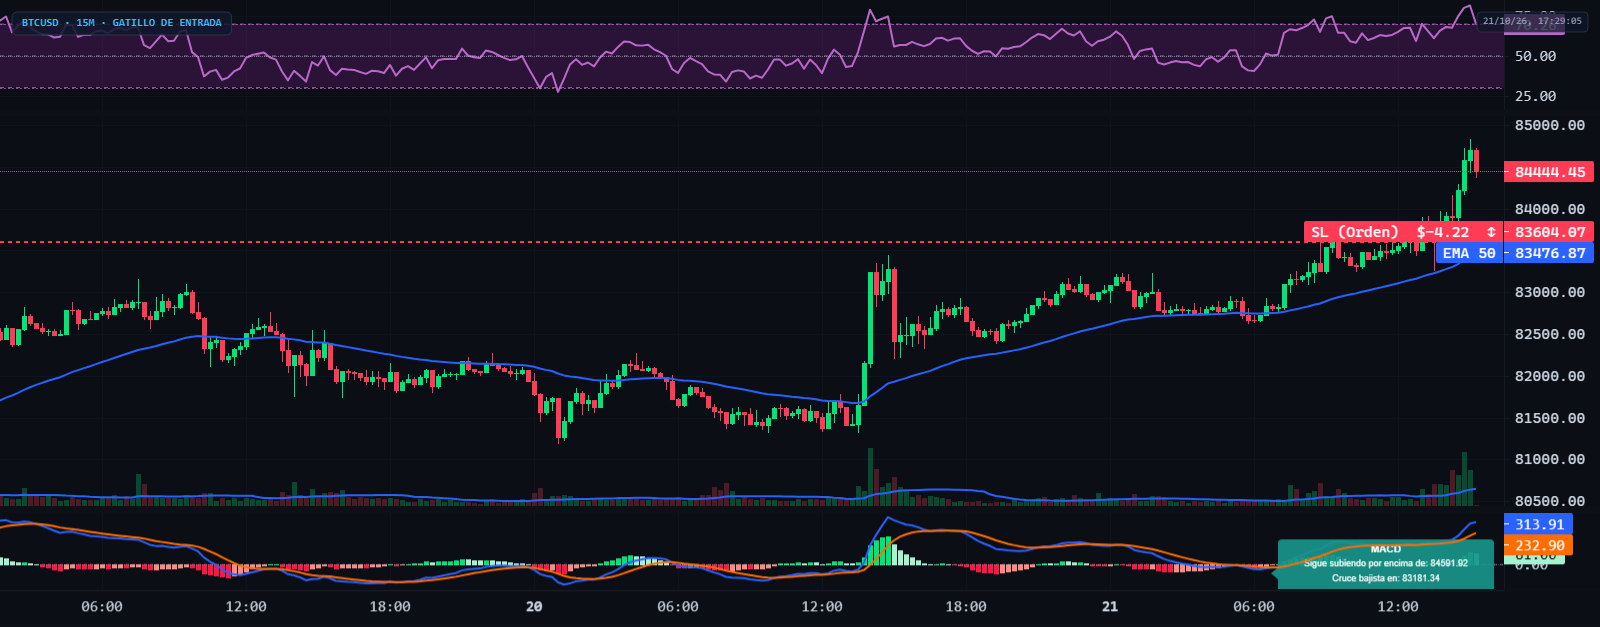 BTCUSD · 15M · GATILLO DE ENTRADA
21/10/26, 17:29:05
50.00
25.00
85000.00
84444.45
84000.00
SL (Orden) $-4.22 ↕ 83604.07
EMA 50 83476.87
83000.00
82500.00
82000.00
81500.00
81000.00
80500.00
313.91
232.90
0.00
MACD
Sigue subiendo por encima de: 84591.92
Cruce bajista en: 83181.34
06:00 12:00 18:00 20 06:00 12:00 18:00 21 06:00 12:00